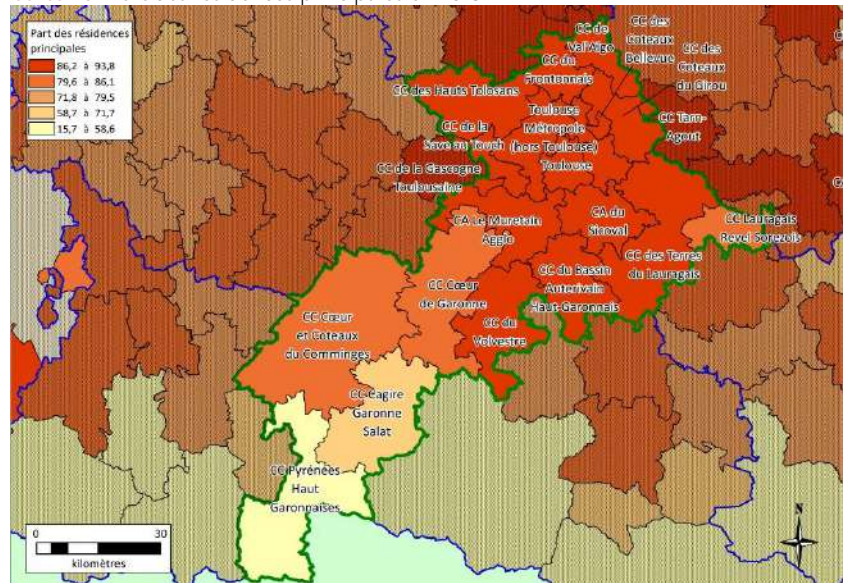 Part des résidences
principales
86,2 à 93,8
79,6 à 86,1
71,8 à 79,5
58,7 à 71,7
15,7 à 58,6
CC de
Val'Aïgo
CC des
Coteaux
Bellevue
CC des
Coteaux
du Girou
CC du
Frontonnais
CC des Hauts Tolosans
CC Tarn-
Agout
Toulouse
Métropole
(hors Toulouse)
Toulouse
CC de la
Save au Touch
CC de la Gascogne
Toulousaine
CA Le Muretain
Agglo
CA du
Sicoval
CC Lauragais
Revel Sorezois
CC des Terres
du Lauragais
CC du Bassin
Auterivain
Haut-Garonnais
CC Cœur
de Garonne
CC du
Volvestre
CC Cœur
et Coteaux
du Comminges
CC Cagire
Garonne
Salat
CC Pyrénées
Haut
Garonnaises
N
0 30
kilomètres